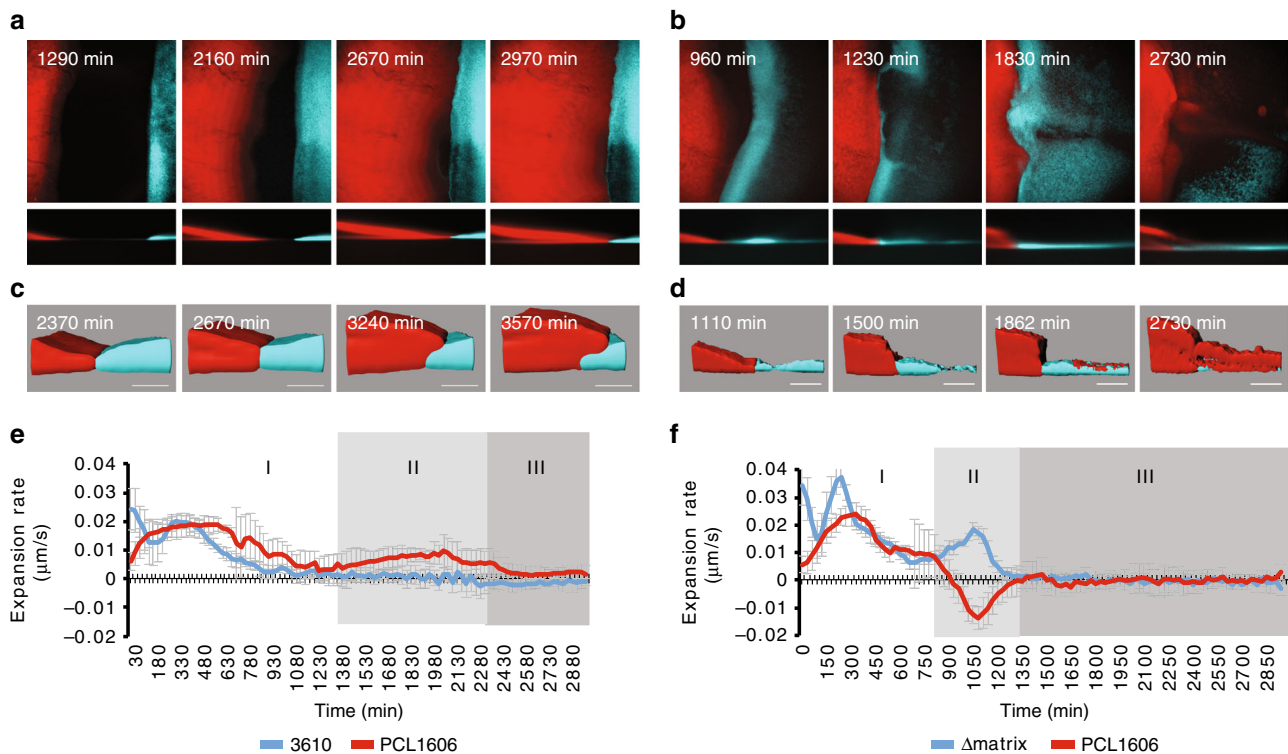 a
1290 min
2160 min
2670 min
2970 min
b
960 min
1230 min
1830 min
2730 min
c
2370 min
2670 min
3240 min
3570 min
d
1110 min
1500 min
1862 min
2730 min
e
I
II
III
Expansion rate
(µm/s)
0.04
0.03
0.02
0.01
0
−0.01
−0.02
30
180
330
480
630
780
930
1080
1230
1380
1530
1680
1830
1980
2130
2280
2430
2580
2730
2880
Time (min)
3610
PCL1606
f
I
II
III
Expansion rate
(µm/s)
0.04
0.03
0.02
0.01
0
−0.01
−0.02
0
150
300
450
600
750
900
1050
1200
1350
1500
1650
1800
1950
2100
2250
2400
2550
2700
2850
Time (min)
Δmatrix
PCL1606